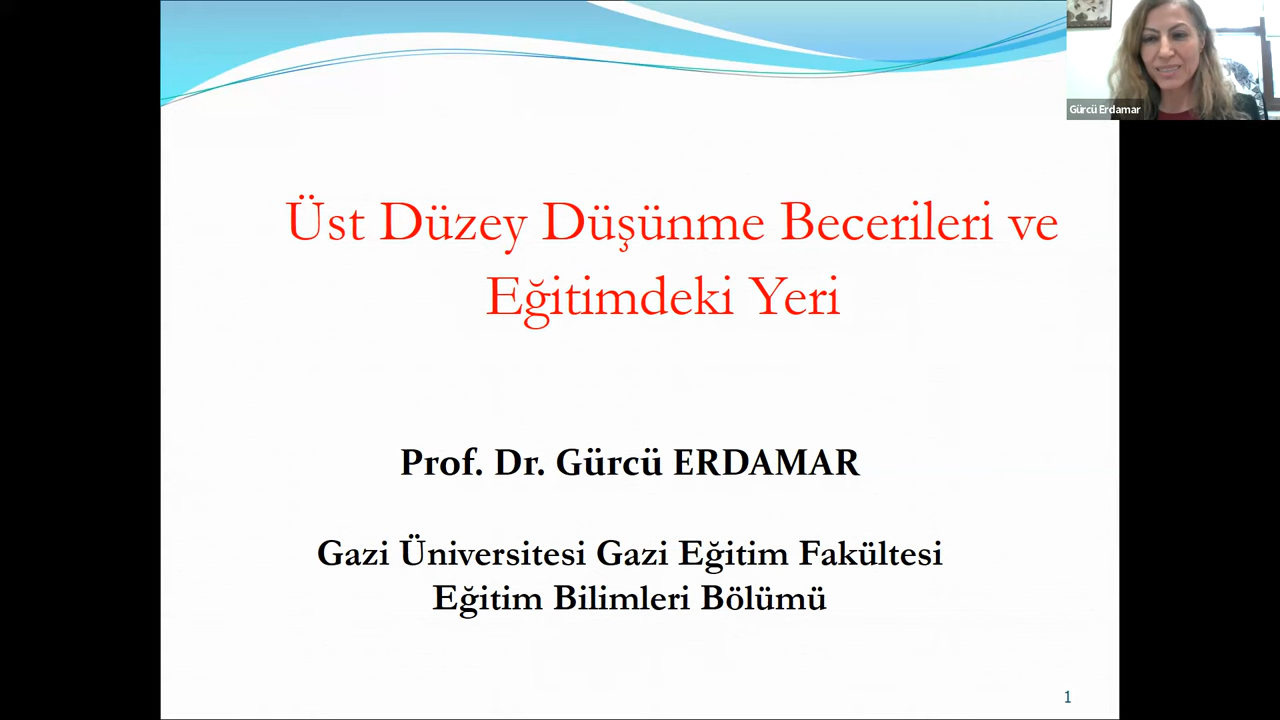 Gürcü Erdamar
Üst Düzey Düşünme Becerileri ve
Eğitimdeki Yeri
Prof. Dr. Gürcü ERDAMAR
Gazi Üniversitesi Gazi Eğitim Fakültesi
Eğitim Bilimleri Bölümü
1